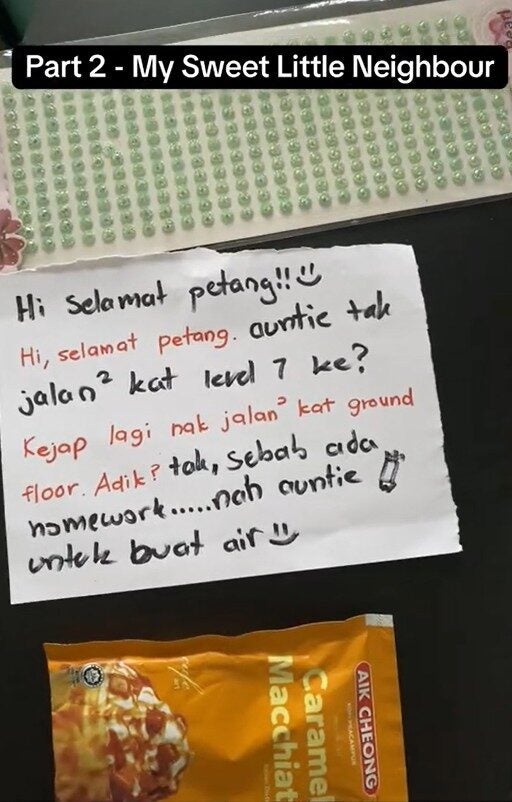 Part 2 - My Sweet Little Neighbour
Hi selamat petang!!
Hi, selamat petang. auntie tak
jalan² kat level 7 ke?
Kejap lagi nak jalan² kat ground
floor. Adik? tak, sebab ada
homework.....nah auntie
untuk buat air
AIK CHEONG
Caramel
Macchiat